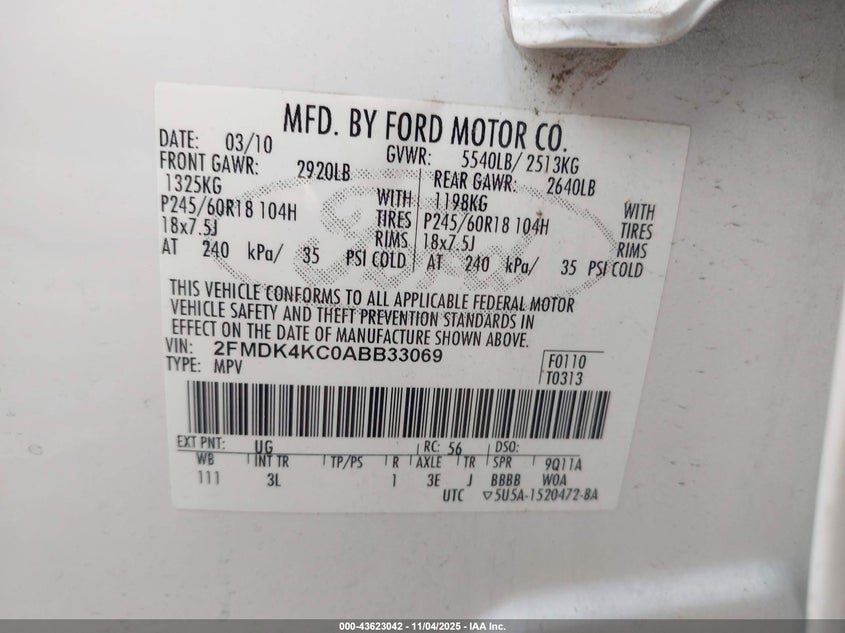 MFD. BY FORD MOTOR CO.
DATE: 03/10 GVWR: 5540LB/ 2513KG
FRONT GAWR: 2920LB REAR GAWR: 2640LB
1325KG WITH 1198KG WITH
P245/60R18 104H TIRES P245/60R18 104H TIRES
18x7.5J RIMS 18x7.5J RIMS
AT 240 kPa/ 35 PSI COLD AT 240 kPa/ 35 PSI COLD
THIS VEHICLE CONFORMS TO ALL APPLICABLE FEDERAL MOTOR
VEHICLE SAFETY AND THEFT PREVENTION STANDARDS IN
EFFECT ON THE DATE OF MANUFACTURE SHOWN ABOVE.
VIN: 2FMDK4KC0ABB33069 F0110
TYPE: MPV T0313
EXT PNT: UG RC: 56 DSO:
WB INT TR TP/PS R AXLE TR SPR 9Q11A
111 3L 1 3E J BBBB WOA
UTC ▽5U5A-1520472-BA
000-43623042 - 11/04/2025 - IAA Inc.